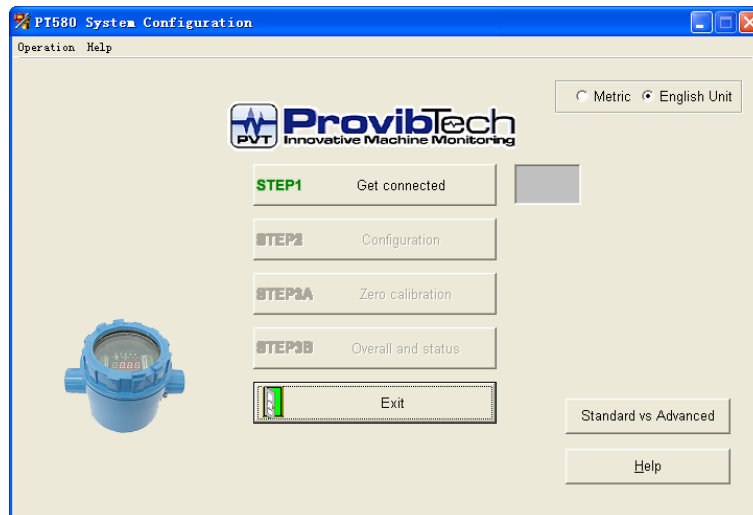 PT580 System Configuration
Operation Help
Metric English Unit
PVT ProvibTech
Innovative Machine Monitoring
STEP1 Get connected
STEP2 Configuration
STEP3A Zero calibration
STEP3B Overall and status
Exit
Standard vs Advanced
Help